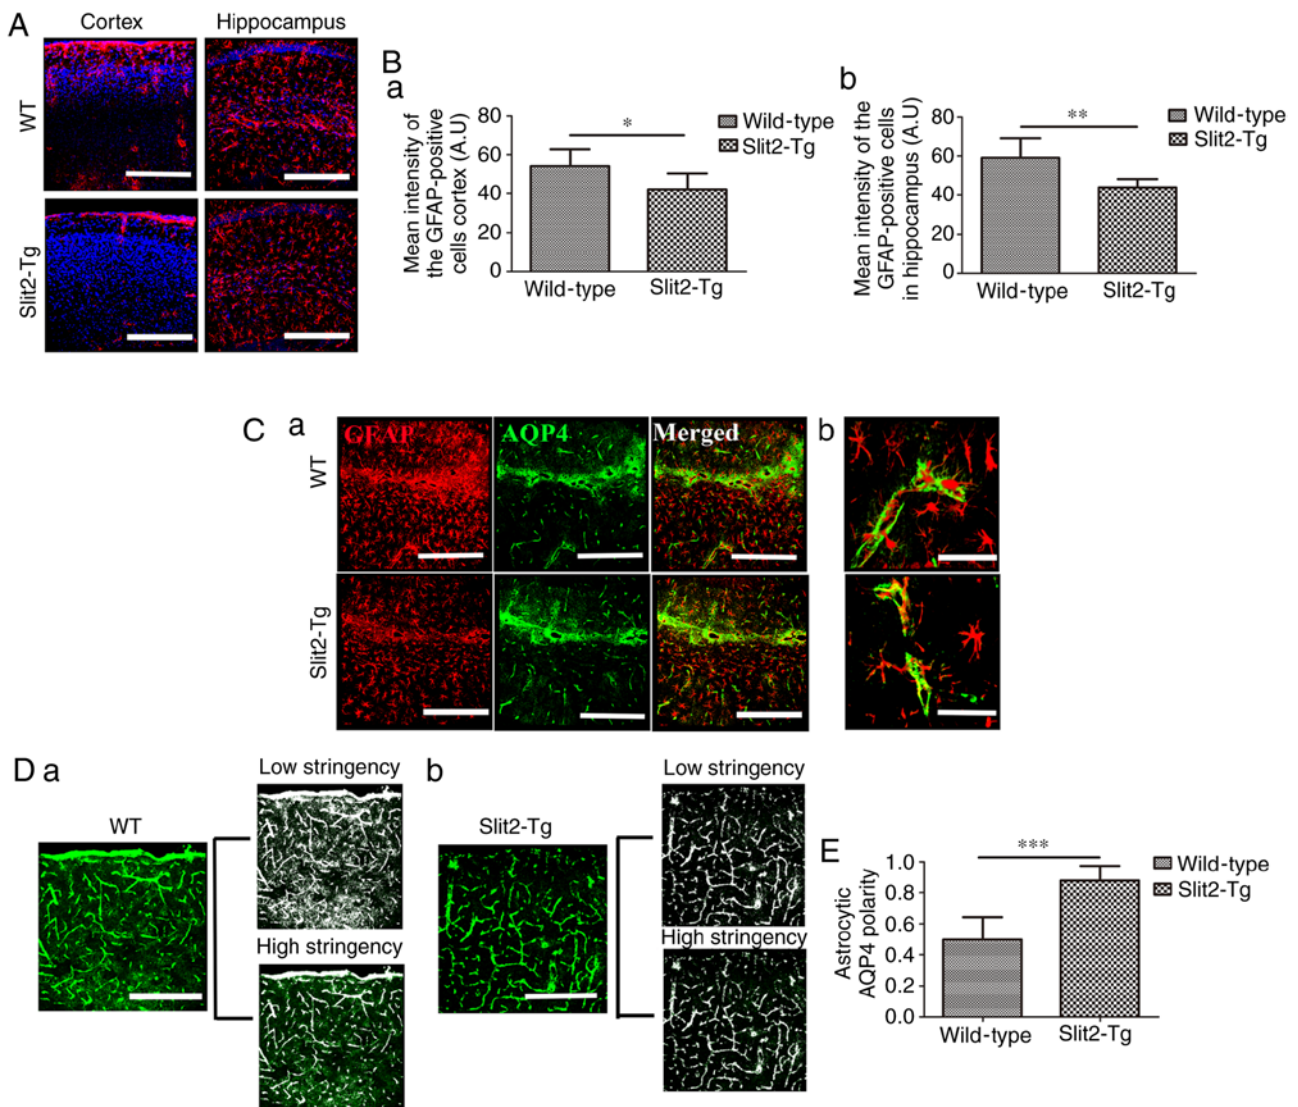 A
Cortex
Hippocampus
WT
Slit2-Tg
B
a
Mean intensity of
the GFAP-positive
cells cortex (A.U)
80
60
40
20
0
*
Wild-type
Slit2-Tg
Wild-type
Slit2-Tg
b
Mean intensity of the
GFAP-positive cells
in hippocampus (A.U)
80
60
40
20
0
**
Wild-type
Slit2-Tg
Wild-type
Slit2-Tg
C
a
GFAP
AQP4
Merged
b
WT
Slit2-Tg
D
a
WT
Low stringency
High stringency
b
Slit2-Tg
Low stringency
High stringency
E
Astrocytic
AQP4 polarity
1.0
0.8
0.6
0.4
0.2
0.0
***
Wild-type
Slit2-Tg
Wild-type
Slit2-Tg